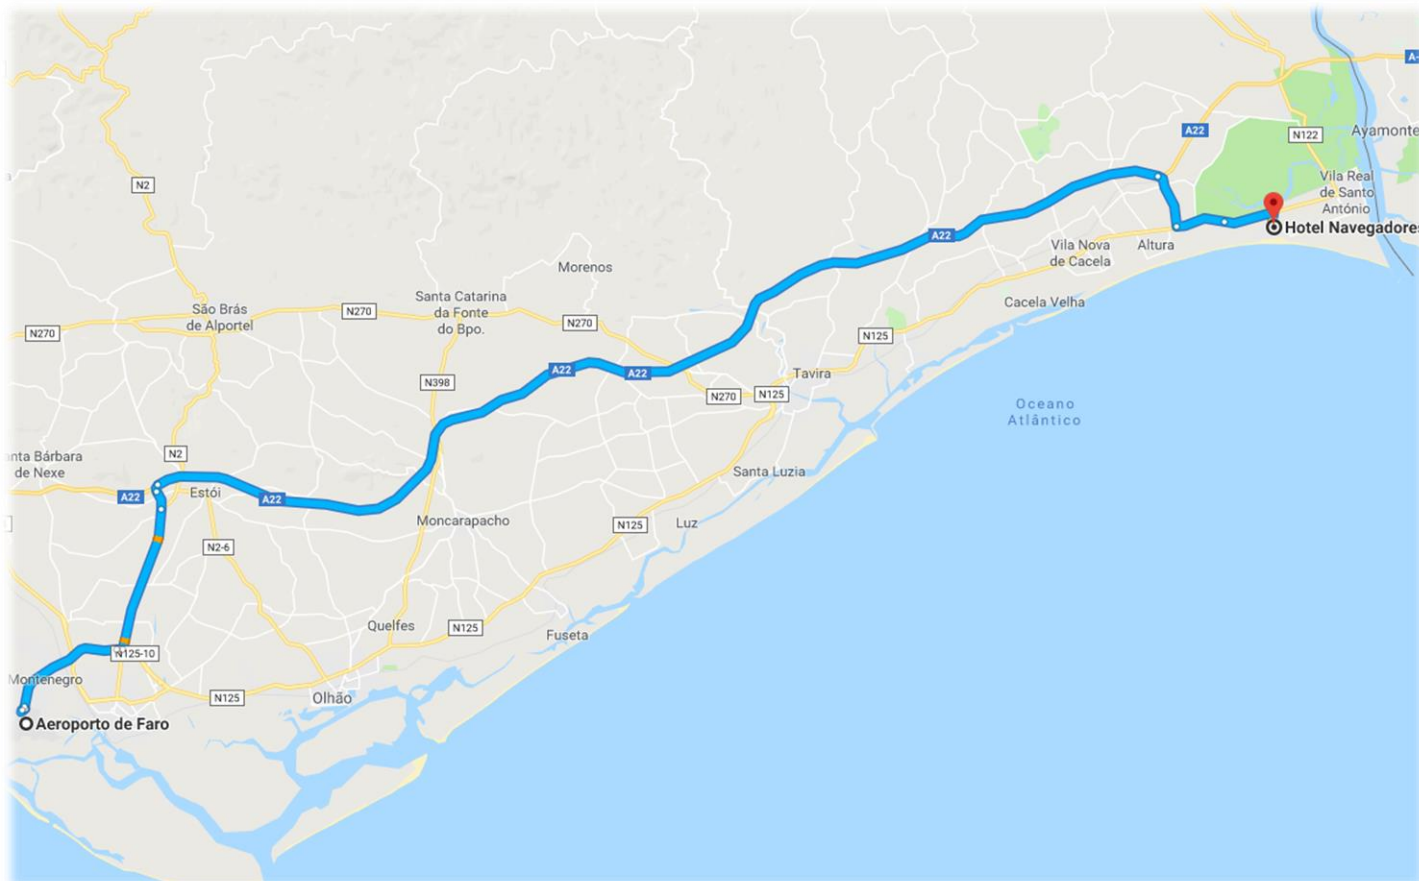 A-
A22
N122
Ayamonte
Vila Real
de Santo
António
N2
Hotel Navegadores
A22
Altura
Vila Nova
de Cacela
Morenos
Santa Catarina
da Fonte
do Bpo.
Cacela Velha
São Brás
de Alportel
N270
N270
N270
N125
A22
A22
Tavira
N398
N270
N125
Oceano
Atlântico
N2
anta Bárbara
de Nexe
Santa Luzia
A22
Estói
A22
Moncarapacho
N125
Luz
N2-6
Quelfes
N125
Fuseta
N125-10
Montenegro
N125
Olhão
Aeroporto de Faro